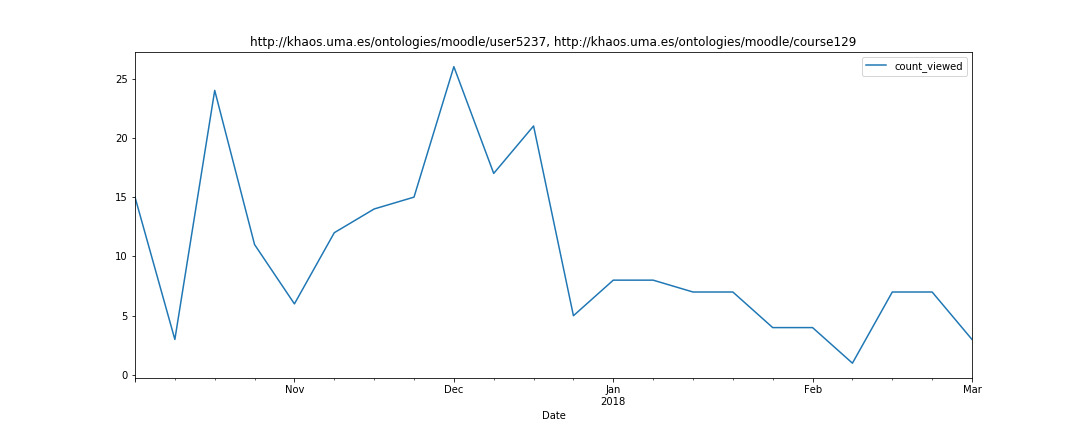 http://khaos.uma.es/ontologies/moodle/user5237, http://khaos.uma.es/ontologies/moodle/course129
count_viewed
25
20
15
10
5
0
Nov
Dec
Jan
2018
Feb
Mar
Date